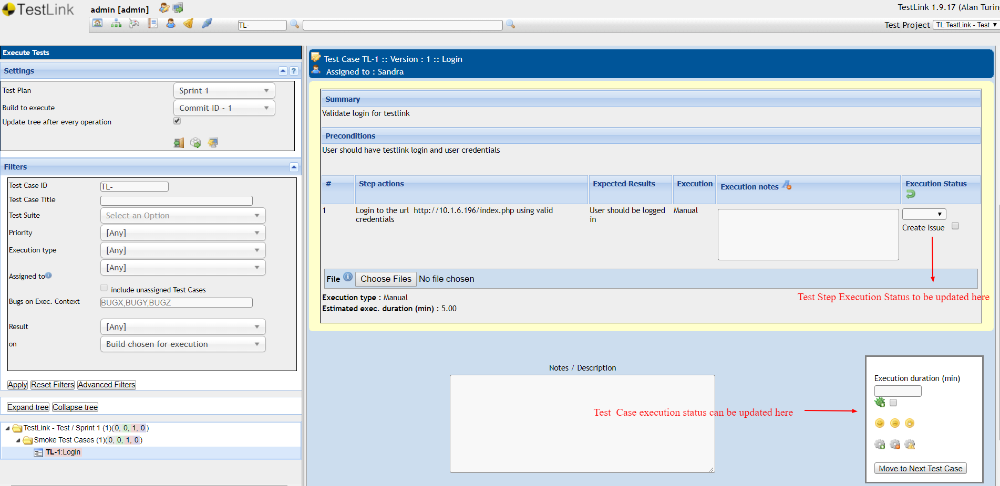 TestLink
admin [admin]
TestLink 1.9.17 (Alan Turin
TL-
Test Project TL:TestLink - Test
Execute Tests
Settings
?
Test Plan Sprint 1
Build to execute Commit ID - 1
Update tree after every operation
Filters
Test Case ID TL-
Test Case Title
Test Suite Select an Option
Priority [Any]
Execution type [Any]
[Any]
Assigned to
include unassigned Test Cases
Bugs on Exec. Context BUGX,BUGY,BUGZ
Result [Any]
on Build chosen for execution
Apply Reset Filters Advanced Filters
Expand tree Collapse tree
TestLink - Test / Sprint 1 (1)(0, 0, 1, 0)
Smoke Test Cases (1)(0, 0, 1, 0)
TL-1:Login
Test Case TL-1 :: Version : 1 :: Login
Assigned to : Sandra
Summary
Validate login for testlink
Preconditions
User should have testlink login and user credentials
# Step actions Expected Results Execution Execution notes Execution Status
1 Login to the url http://10.1.6.196/index.php using valid User should be logged Manual
credentials in
Create Issue
File Choose Files No file chosen
Test Step Execution Status to be updated here
Execution type : Manual
Estimated exec. duration (min) : 5.00
Notes / Description
Test Case execution status can be updated here
Execution duration (min)
Move to Next Test Case